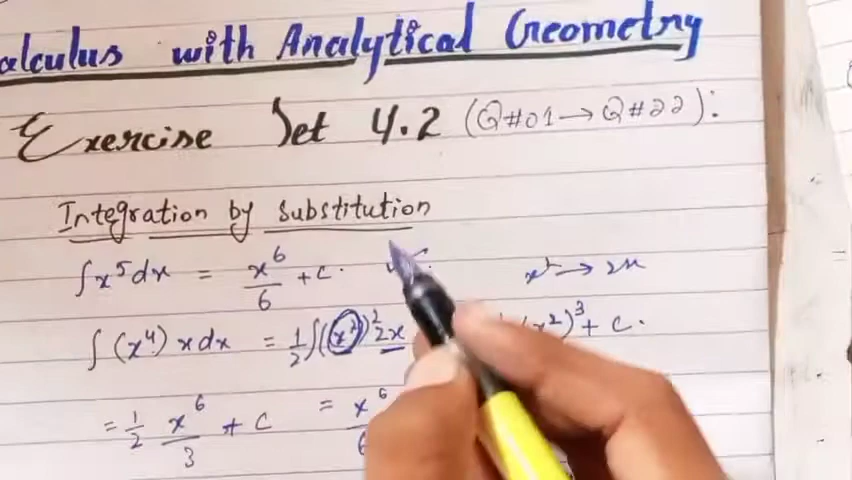 alculus with Analytical Geometry
Exercise Set 4.2 (Q#01→Q#22):
Integration by Substitution
∫x⁵dx = x⁶/6 + c. x² → 2x
∫(x⁴) x dx = 1/2 ∫(x²)² 2x (x²)³ + c.
= 1/2 x⁶/3 + c = x⁶/6